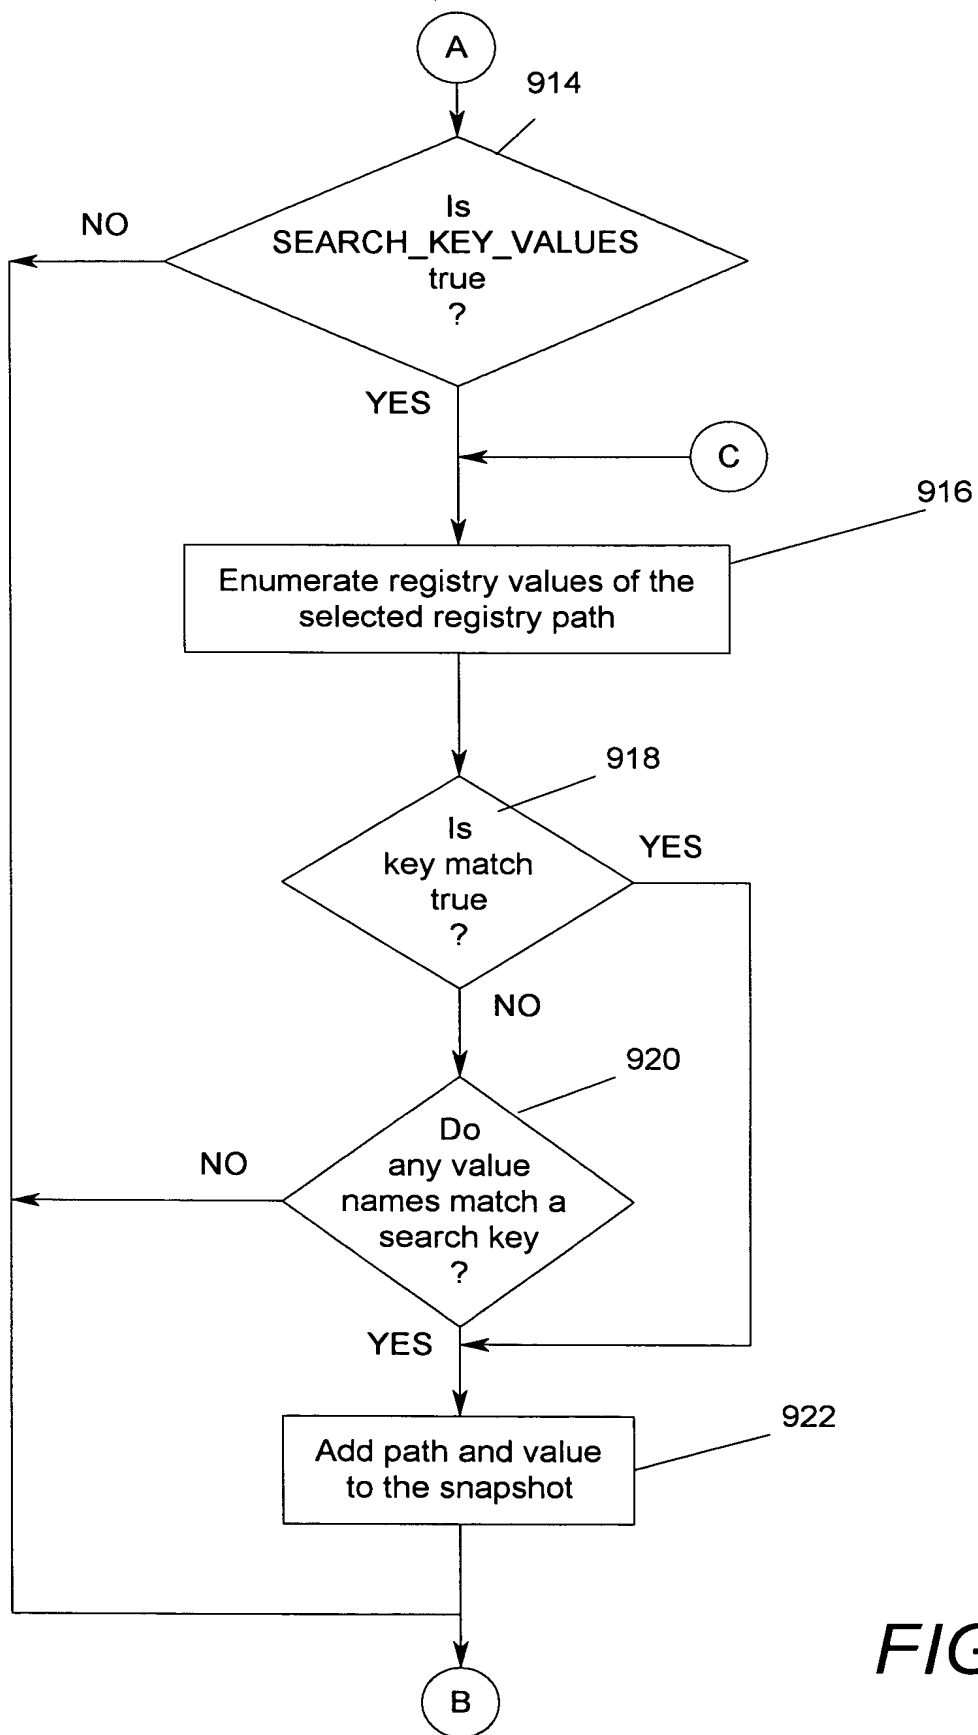 A
914
Is
SEARCH_KEY_VALUES
true
?
NO
YES
C
916
Enumerate registry values of the
selected registry path
918
Is
key match
true
?
YES
NO
920
Do
any value
names match a
search key
?
NO
YES
922
Add path and value
to the snapshot
FIG
B